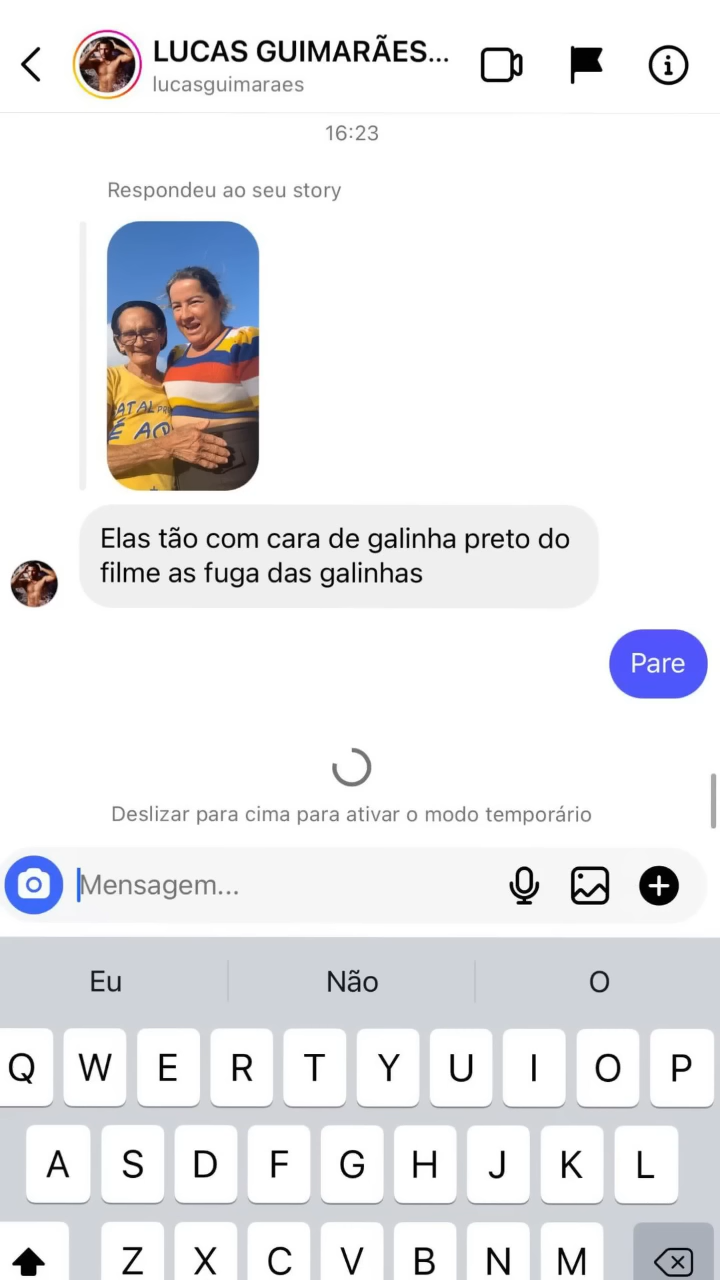 LUCAS GUIMARÃES...
lucasguimaraes
16:23
Respondeu ao seu story
ATAL
É AQ
Elas tão com cara de galinha preto do
filme as fuga das galinhas
Pare
Deslizar para cima para ativar o modo temporário
Mensagem...
Eu Não O
Q W E R T Y U I O P
A S D F G H J K L
Z X C V B N M